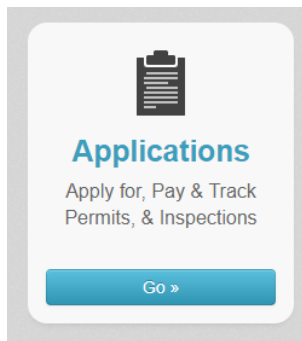 Applications
Apply for, Pay & Track
Permits, & Inspections
Go »